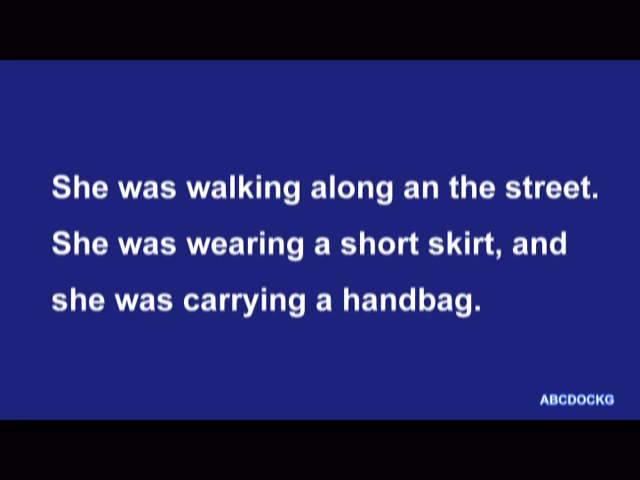 She was walking along an the street.
She was wearing a short skirt, and
she was carrying a handbag.
ABCDOCKG